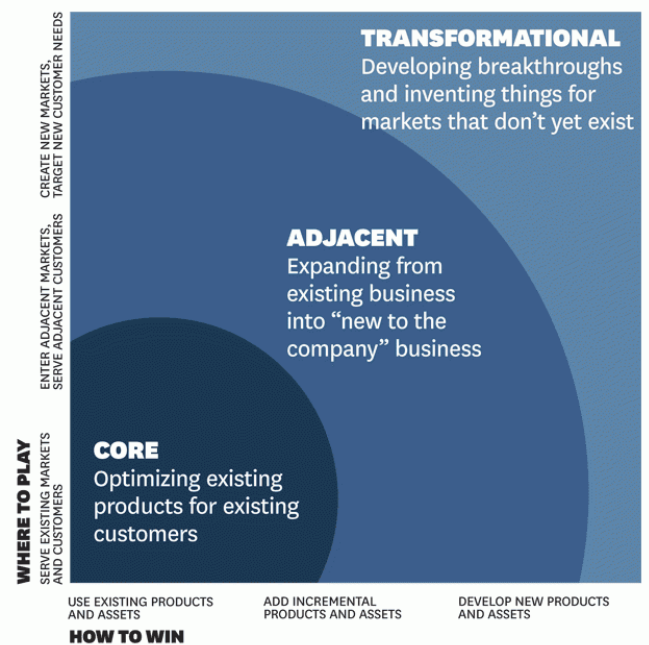 TRANSFORMATIONAL
Developing breakthroughs
and inventing things for
markets that don't yet exist
ADJACENT
Expanding from
existing business
into “new to the
company” business
CORE
Optimizing existing
products for existing
customers
WHERE TO PLAY
CREATE NEW MARKETS,
TARGET NEW CUSTOMER NEEDS
ENTER ADJACENT MARKETS,
SERVE ADJACENT CUSTOMERS
SERVE EXISTING MARKETS
AND CUSTOMERS
USE EXISTING PRODUCTS
AND ASSETS
ADD INCREMENTAL
PRODUCTS AND ASSETS
DEVELOP NEW PRODUCTS
AND ASSETS
HOW TO WIN